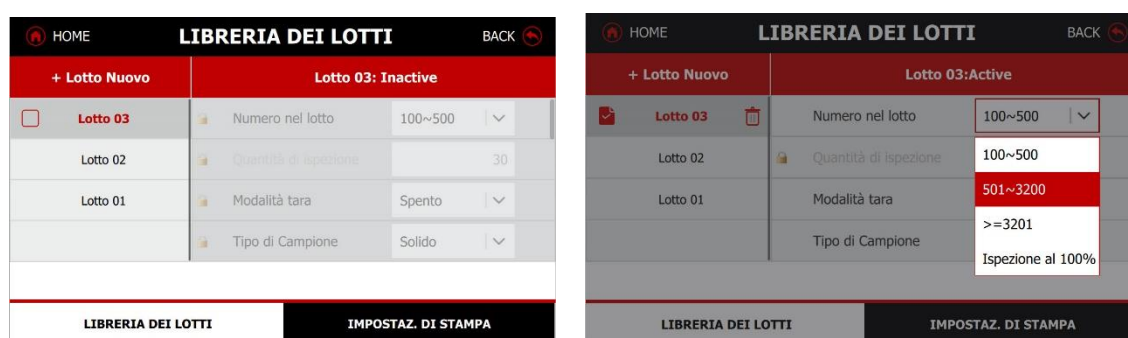 HOME LIBRERIA DEI LOTTI BACK
+ Lotto Nuovo Lotto 03: Inactive
Lotto 03 Numero nel lotto 100~500
Lotto 02 Quantità di ispezione 30
Lotto 01 Modalità tara Spento
Tipo di Campione Solido
LIBRERIA DEI LOTTI IMPOSTAZ. DI STAMPA
HOME LIBRERIA DEI LOTTI BACK
+ Lotto Nuovo Lotto 03:Active
Lotto 03 Numero nel lotto 100~500
Lotto 02 Quantità di ispezione 100~500
Lotto 01 Modalità tara 501~3200
Tipo di Campione >=3201
Ispezione al 100%
LIBRERIA DEI LOTTI IMPOSTAZ. DI STAMPA